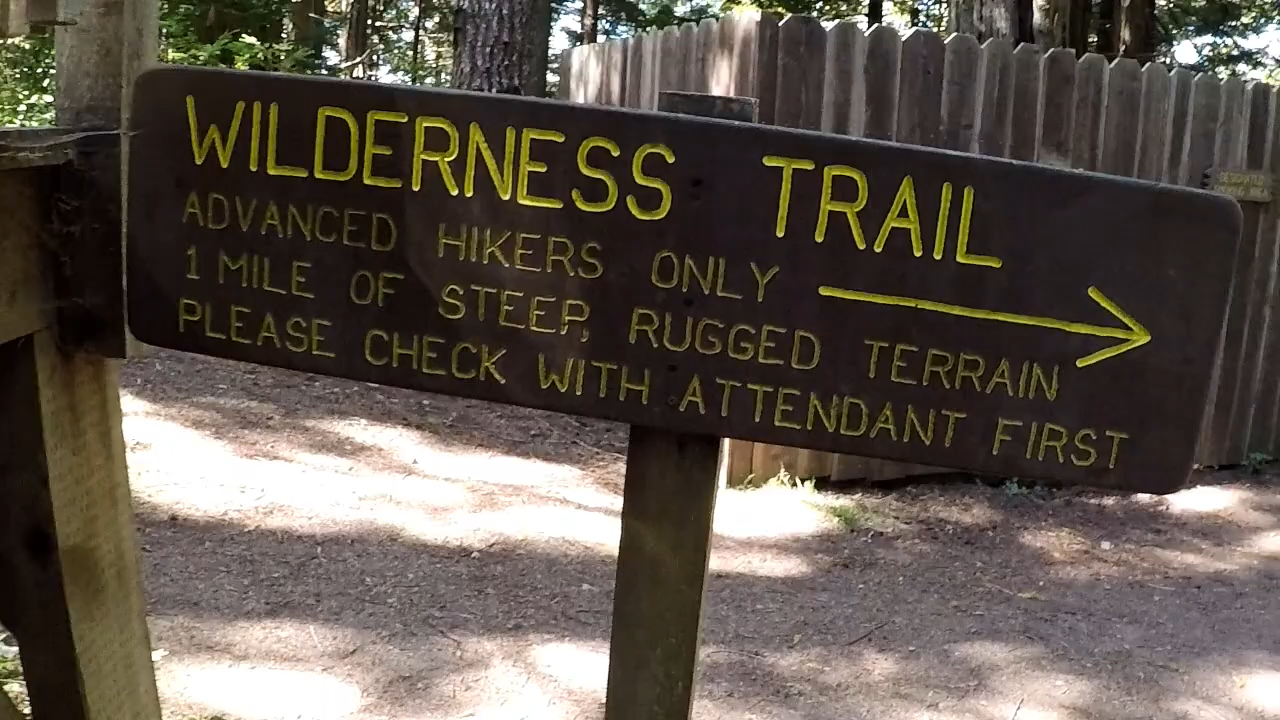 WILDERNESS TRAIL
ADVANCED HIKERS ONLY
1 MILE OF STEEP, RUGGED TERRAIN
PLEASE CHECK WITH ATTENDANT FIRST